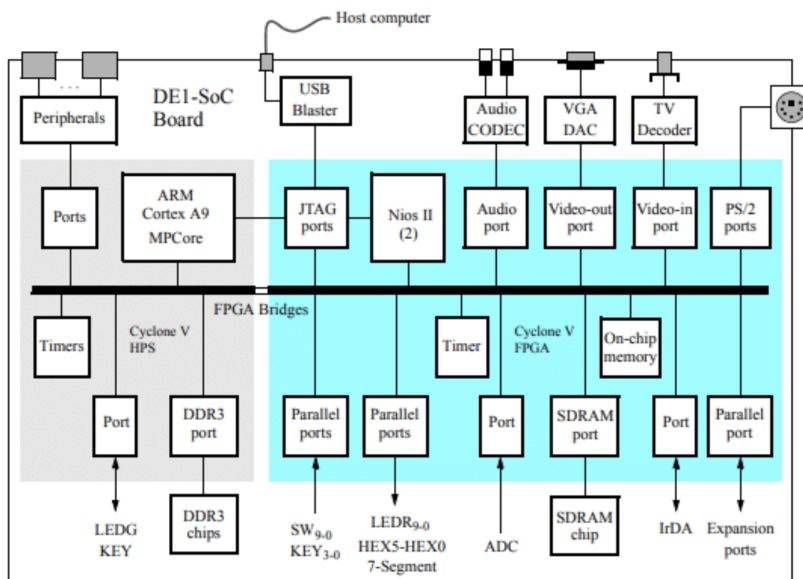 Host computer
DE1-SoC
Board
Peripherals
USB
Blaster
Audio
CODEC
VGA
DAC
TV
Decoder
Ports
ARM
Cortex A9
MPCore
JTAG
ports
Nios II
(2)
Audio
port
Video-out
port
Video-in
port
PS/2
ports
FPGA Bridges
Timers
Cyclone V
HPS
Timer
Cyclone V
FPGA
On-chip
memory
Port
DDR3
port
Parallel
ports
Parallel
ports
Port
SDRAM
port
Port
Parallel
port
LEDG
KEY
DDR3
chips
SW9-0
KEY3-0
LEDR9-0
HEX5-HEX0
7-Segment
ADC
SDRAM
chip
IrDA
Expansion
ports